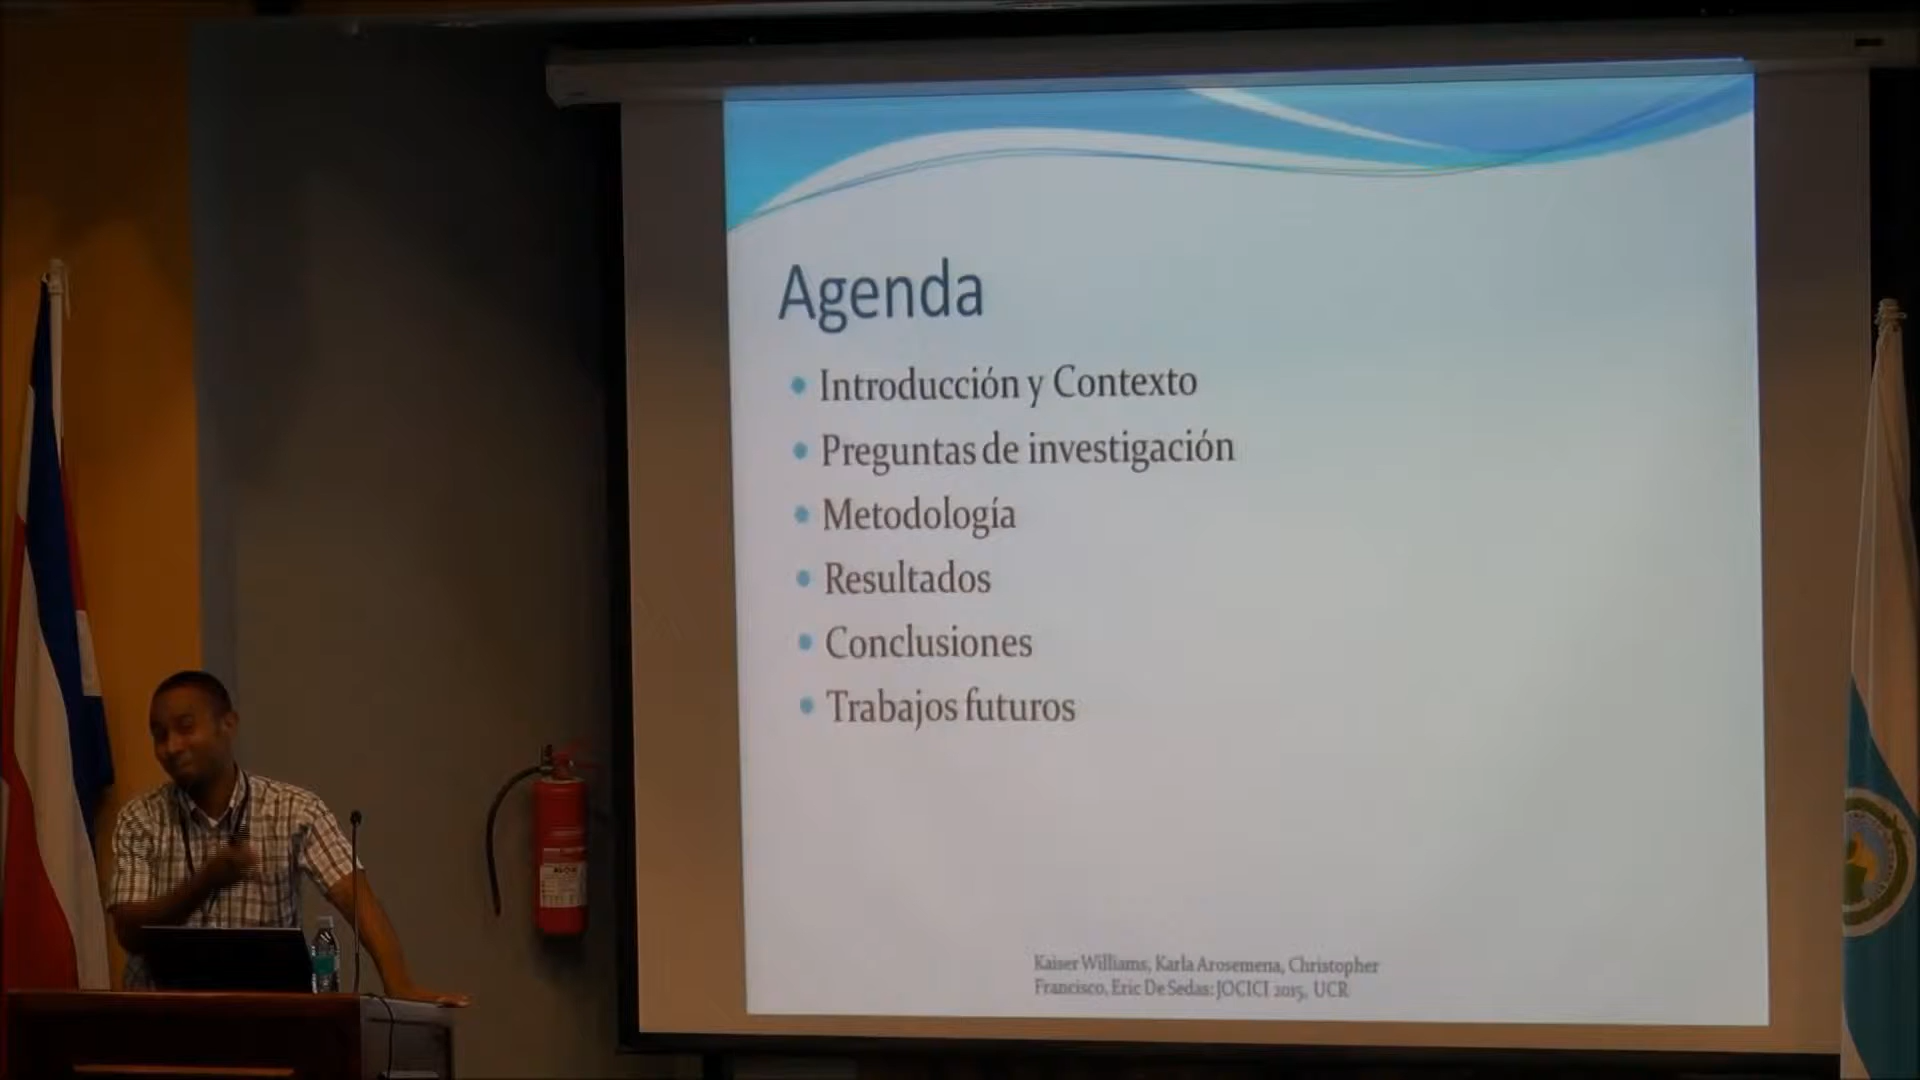 Agenda
Introducción y Contexto
Preguntas de investigación
Metodología
Resultados
Conclusiones
Trabajos futuros
Kaiser Williams, Karla Arosemena, Christopher
Francisco, Eric De Sedas: JOCICI 2015, UCR